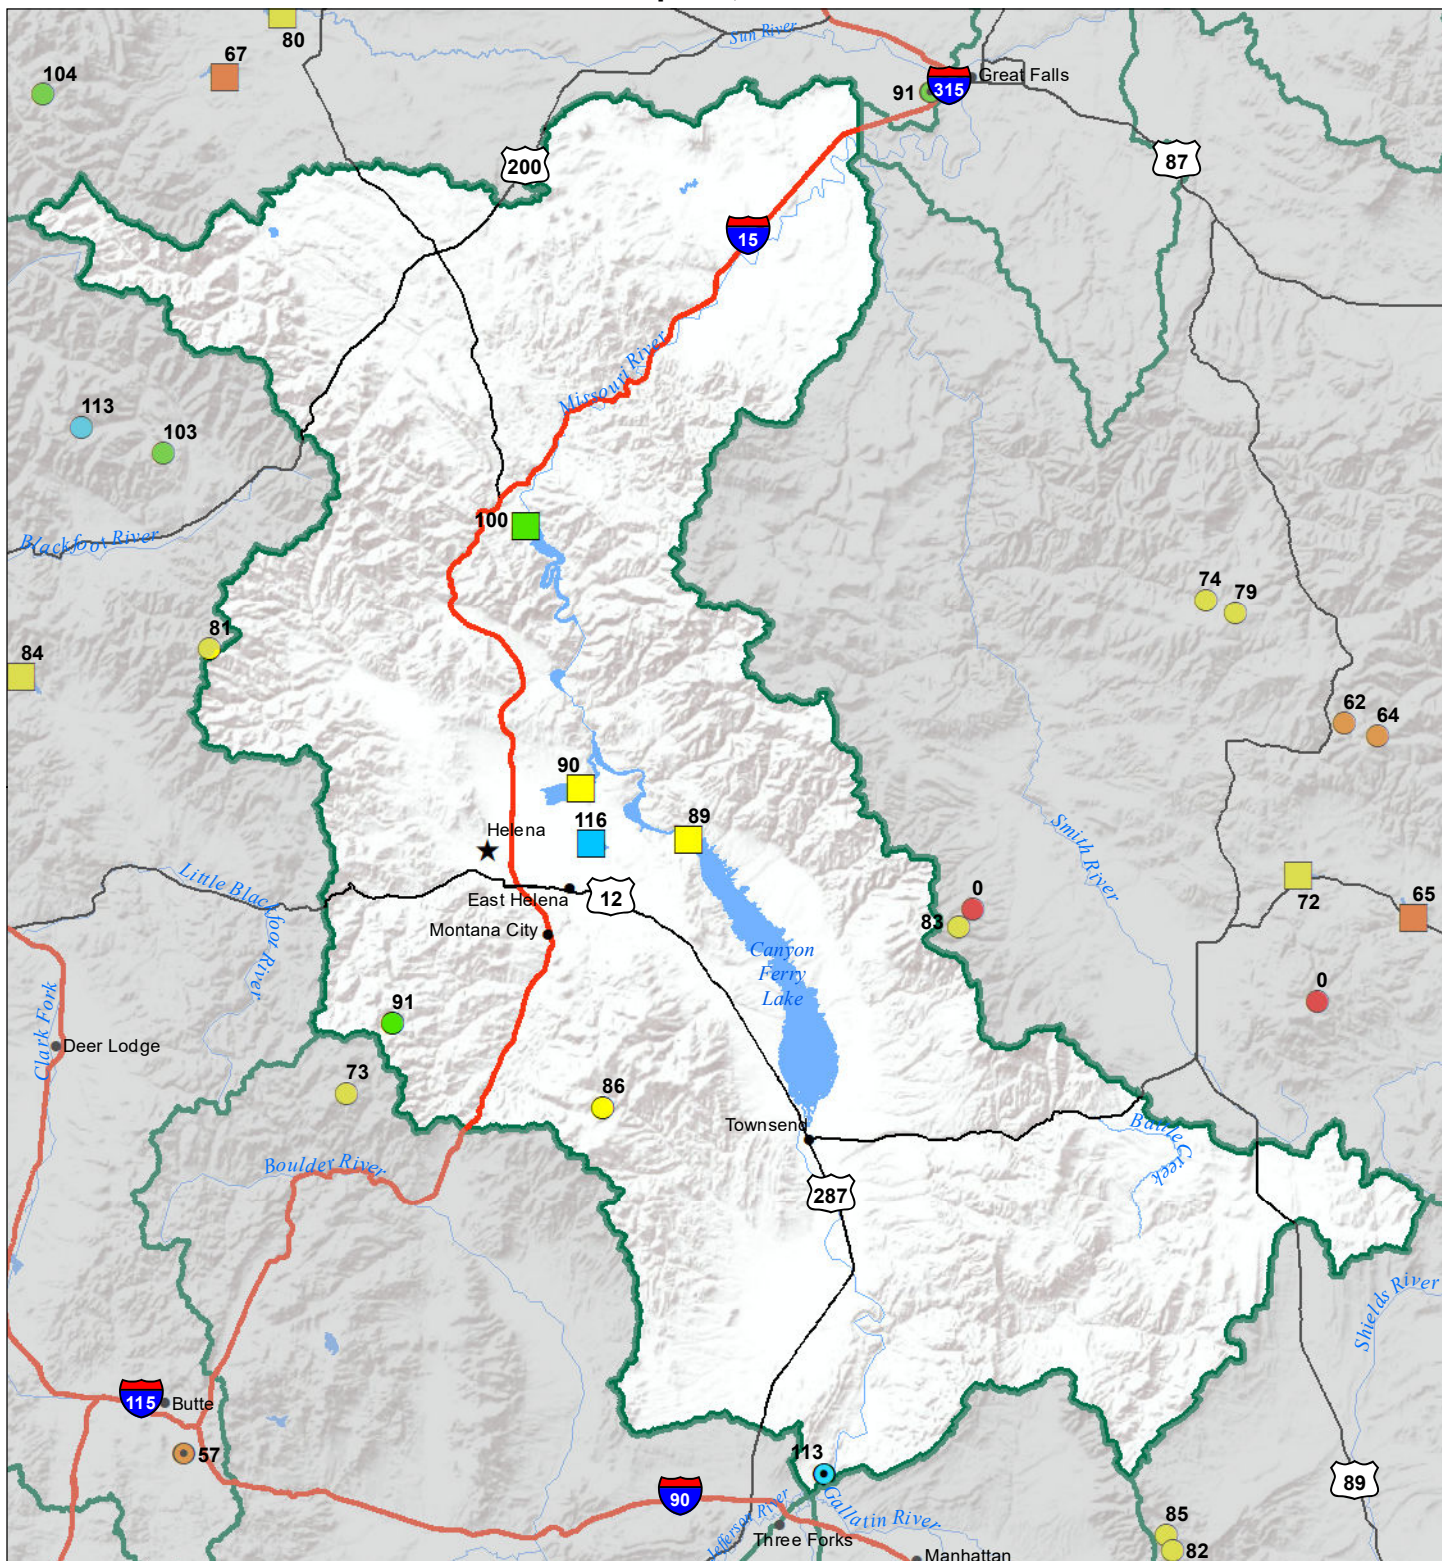 80
Sun River
67
104
Great Falls
91
315
200
87
15
Missouri River
113
103
100
Blackfoot River
74
79
81
84
62
64
90
116
89
Helena
Smith River
Little Blackfoot River
East Helena
12
72
65
0
83
Montana City
Canyon
Ferry
Lake
0
91
Clark Fork
Deer Lodge
73
86
Townsend
Battle Creek
Boulder River
287
Shields River
115
Butte
57
113
90
89
Jefferson River
Gallatin River
Three Forks
85
82
Manhattan